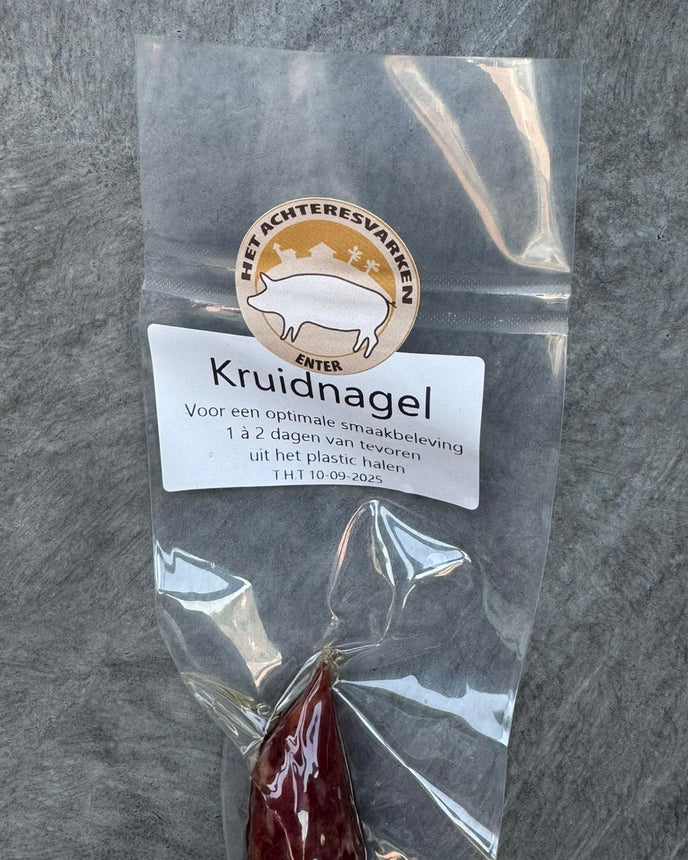 HET ACHTERESVARKEN
ENTER
Kruidnagel
Voor een optimale smaakbeleving
1 à 2 dagen van tevoren
uit het plastic halen
T.H.T 10-09-2025